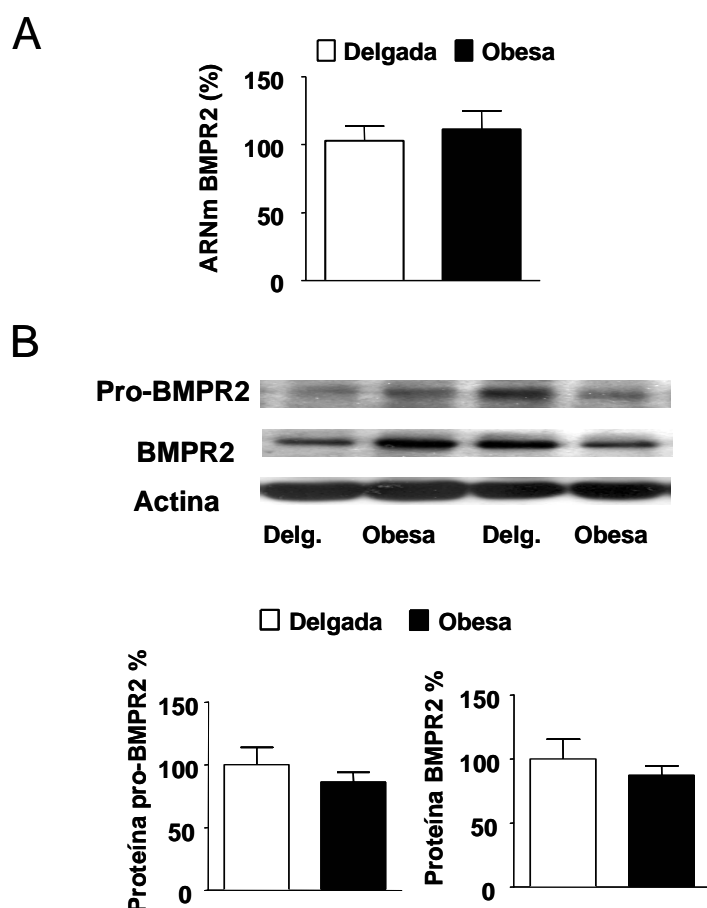 A
Delgada Obesa
ARNm BMPR2 (%)
150
100
50
0
B
Pro-BMPR2
BMPR2
Actina
Delg. Obesa Delg. Obesa
Delgada Obesa
Proteína pro-BMPR2 %
150
100
50
0
Proteína BMPR2 %
150
100
50
0